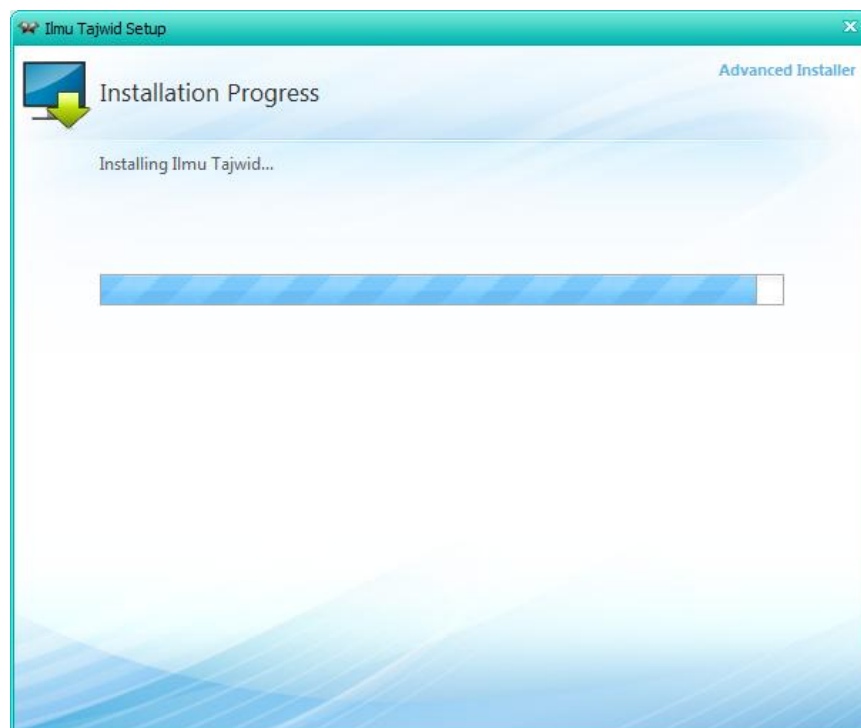 Ilmu Tajwid Setup
Advanced Installer
Installation Progress
Installing Ilmu Tajwid...